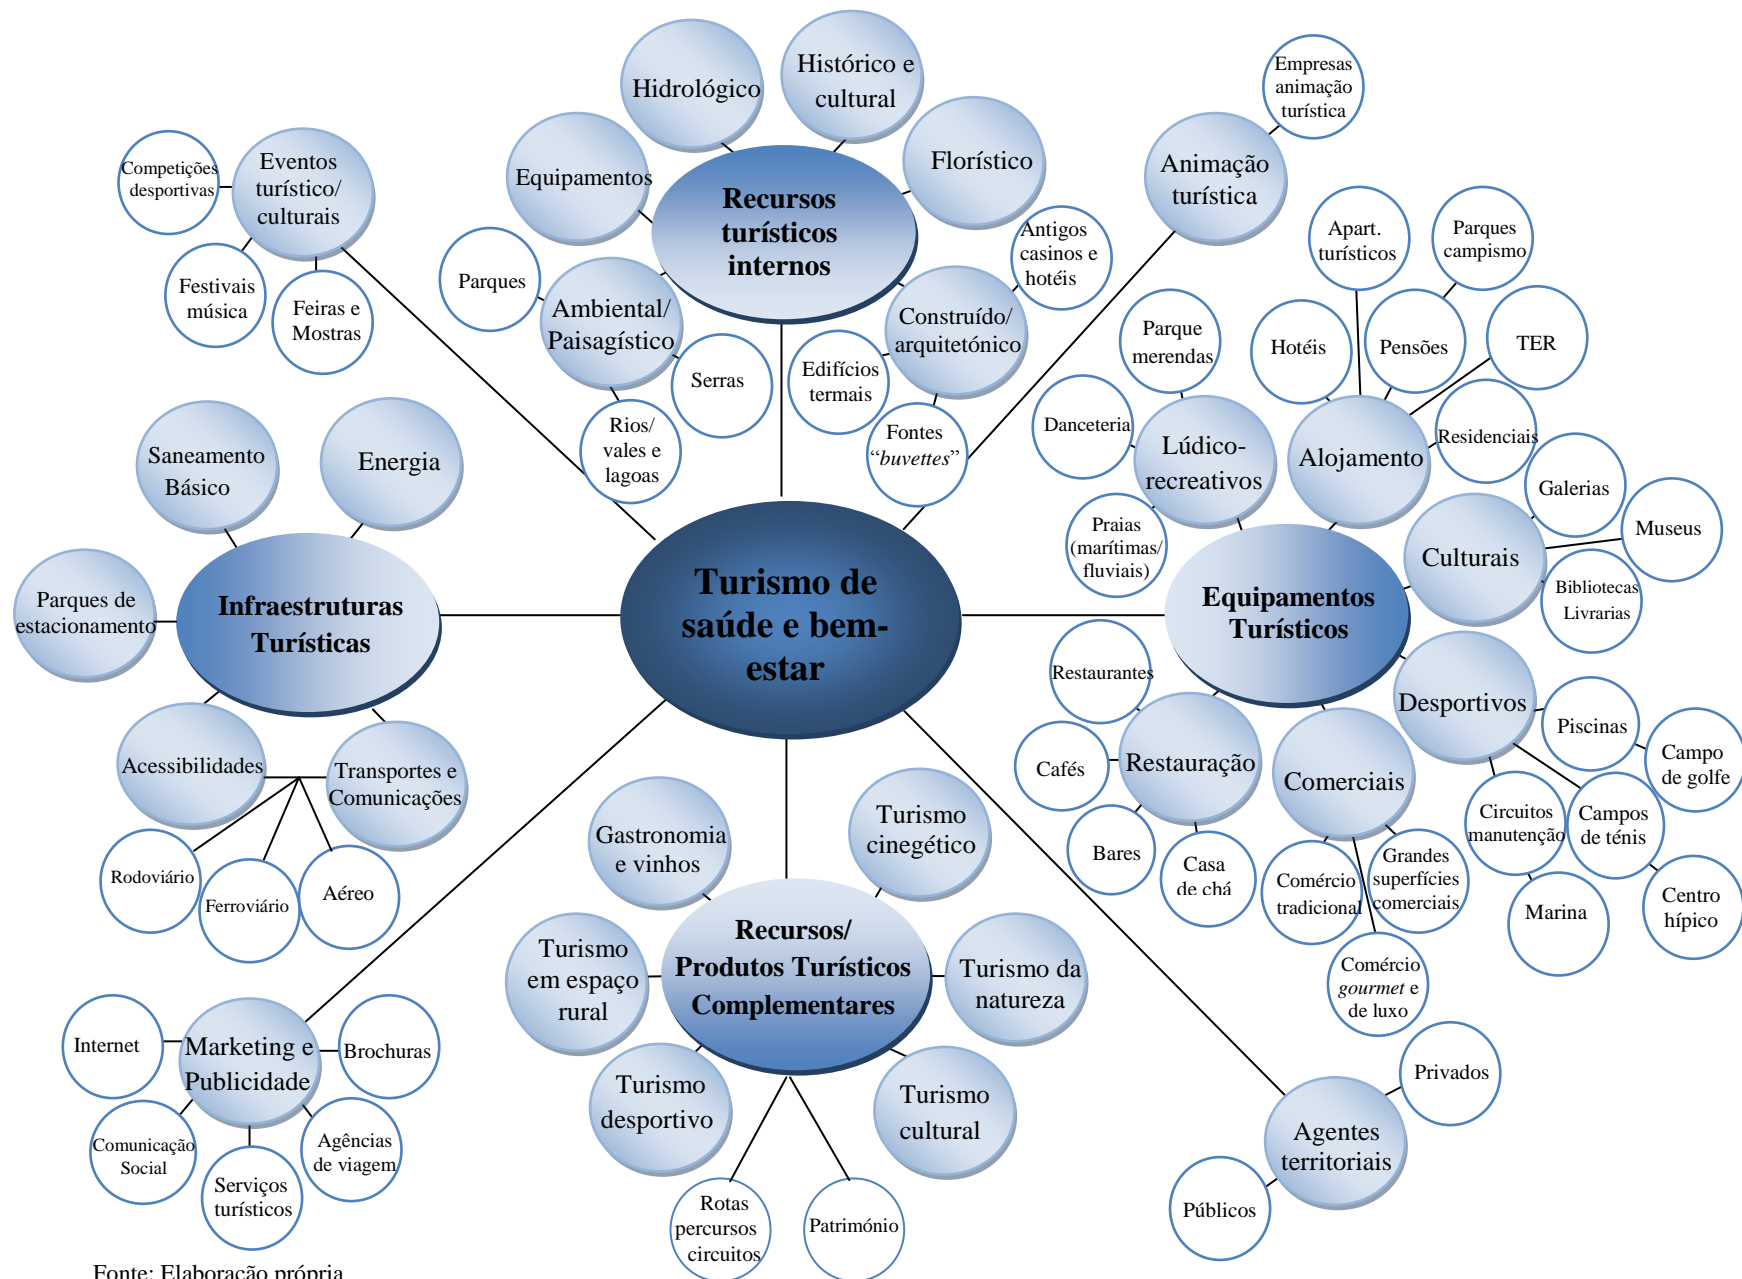 Hidrológico
Histórico e
cultural
Empresas
animação
turística
Competições
desportivas
Eventos
turístico/
culturais
Equipamentos
Florístico
Animação
turística
Recursos
turísticos
internos
Festivais
música
Feiras e
Mostras
Parques
Ambiental/
Paisagístico
Serras
Rios/
vales e
lagoas
Antigos
casinos e
hotéis
Construído/
arquitetónico
Edifícios
termais
Fontes
“buvettes”
Apart.
turísticos
Parques
campismo
Parque
merendas
Hotéis
Pensões
TER
Danceteria
Lúdico-
recreativos
Alojamento
Residenciais
Praias
(marítimas/
fluviais)
Galerias
Museus
Culturais
Bibliotecas
Livrarias
Saneamento
Básico
Energia
Parques de
estacionamento
Infraestruturas
Turísticas
Turismo de
saúde e bem-
estar
Equipamentos
Turísticos
Acessibilidades
Transportes e
Comunicações
Rodoviário
Ferroviário
Aéreo
Restaurantes
Cafés
Restauração
Bares
Casa
de chá
Comerciais
Comércio
tradicional
Grandes
superfícies
comerciais
Comércio
gourmet e
de luxo
Desportivos
Piscinas
Campo
de golfe
Circuitos
manutenção
Campos
de ténis
Marina
Centro
hípico
Gastronomia
e vinhos
Turismo
cinegético
Turismo
em espaço
rural
Recursos/
Produtos Turísticos
Complementares
Turismo da
natureza
Turismo
desportivo
Turismo
cultural
Rotas
percursos
circuitos
Património
Internet
Marketing e
Publicidade
Brochuras
Comunicação
Social
Serviços
turísticos
Agências
de viagem
Privados
Agentes
territoriais
Públicos
Fonte: Elaboração própria